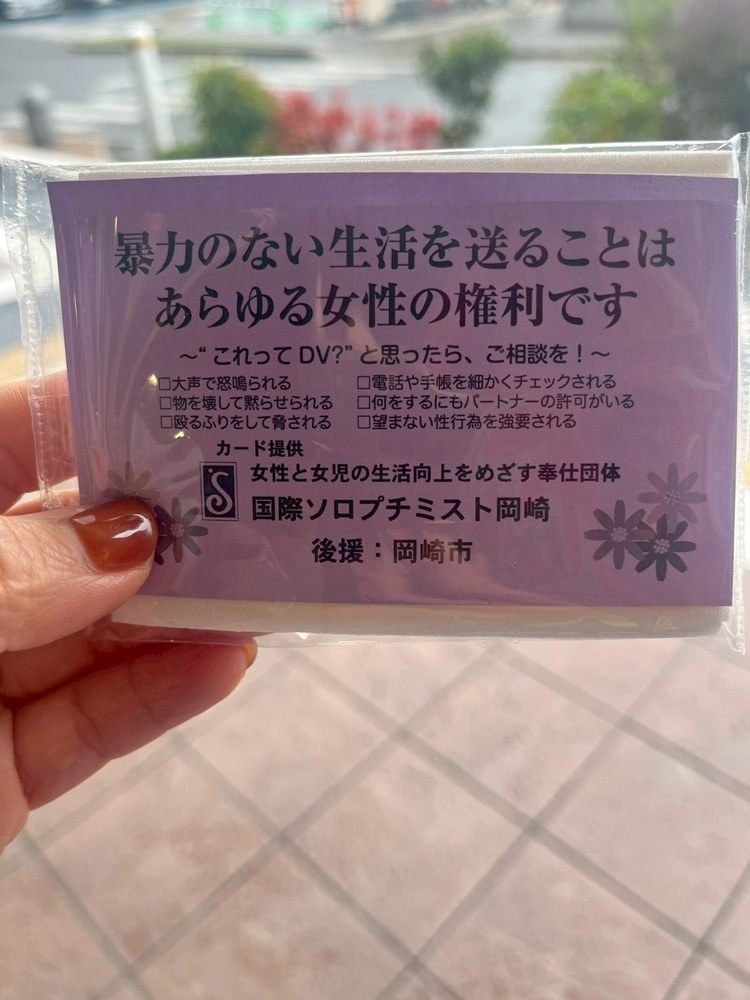 暴力のない生活を送ることは
あらゆる女性の権利です
～“これってDV?”と思ったら、ご相談を！～
□大声で怒鳴られる □電話や手帳を細かくチェックされる
□物を壊して黙らせられる □何をするにもパートナーの許可がいる
□殴るふりをして脅される □望まない性行為を強要される
カード提供
女性と女児の生活向上をめざす奉仕団体
国際ソロプチミスト岡崎
後援：岡崎市